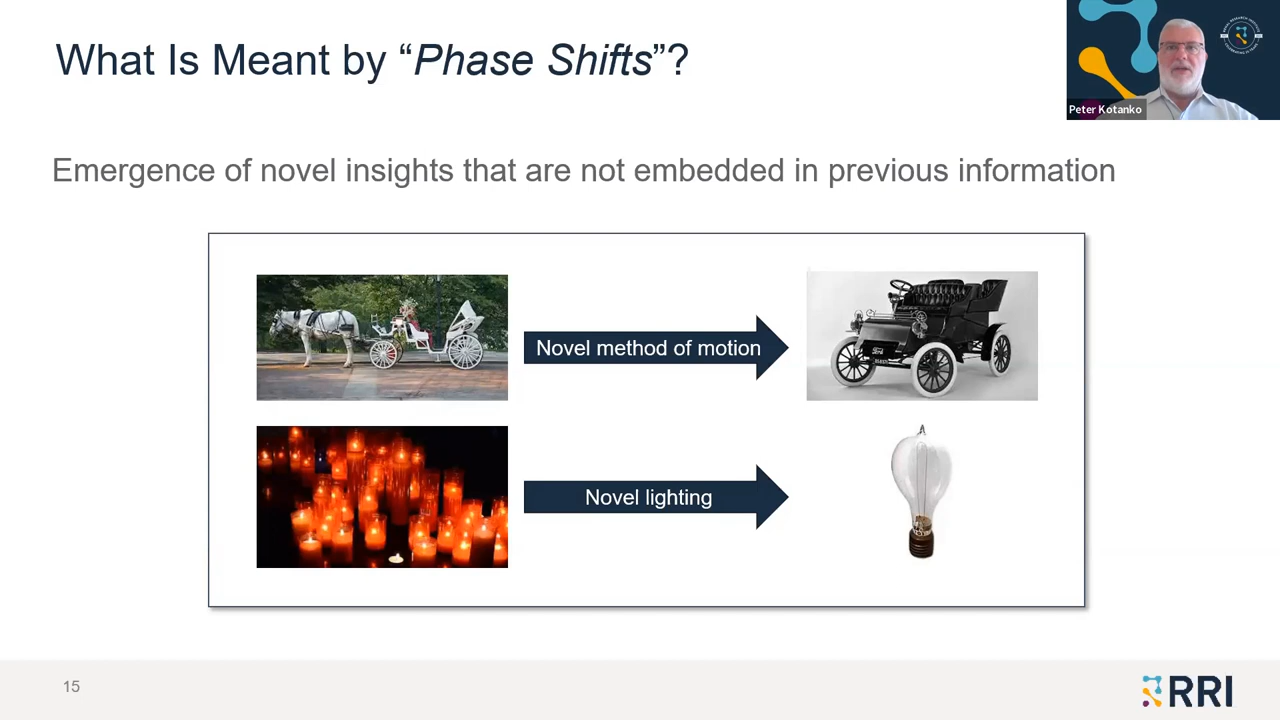 What Is Meant by “Phase Shifts”?
Peter Kotanko
Emergence of novel insights that are not embedded in previous information
Novel method of motion
Ford
Novel lighting
15
RRI